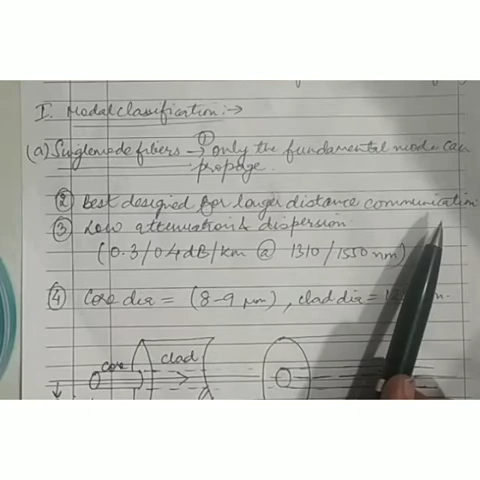 I. Modal classification:→
(a) Singlemode fibers → ① only the fundamental mode can
propage.
② best designed for longer distance communication
③ Low attenuation & dispersion
(0.3/0.4 dB/km @ 1310/1550 nm)
④ Core dia = (8-9 μm), clad dia =
core clad